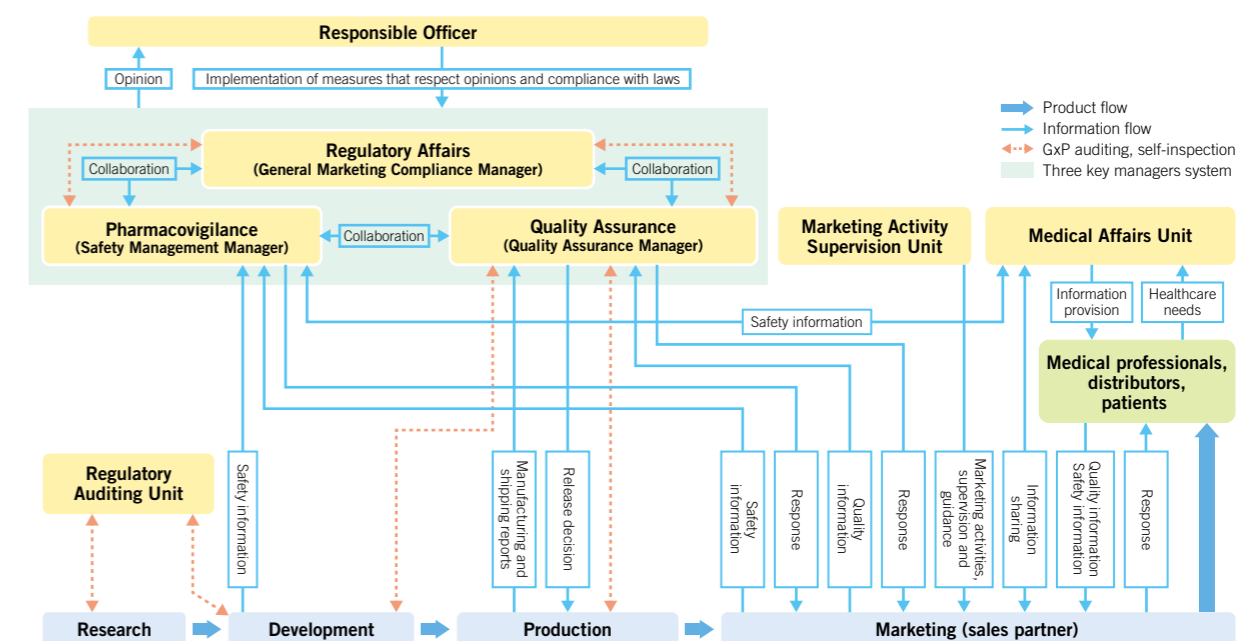 Responsible Officer
Opinion
Implementation of measures that respect opinions and compliance with laws
Product flow
Information flow
GxP auditing, self-inspection
Three key managers system
Regulatory Affairs
(General Marketing Compliance Manager)
Collaboration
Collaboration
Pharmacovigilance
(Safety Management Manager)
Collaboration
Quality Assurance
(Quality Assurance Manager)
Marketing Activity
Supervision Unit
Medical Affairs Unit
Information
provision
Healthcare
needs
Safety information
Medical professionals,
distributors,
patients
Regulatory
Auditing Unit
Safety information
Manufacturing and
shipping reports
Release decision
Safety
information
Response
Quality
information
Response
Marketing activities,
supervision and
guidance
Information
sharing
Quality information
Safety information
Response
Research
Development
Production
Marketing (sales partner)